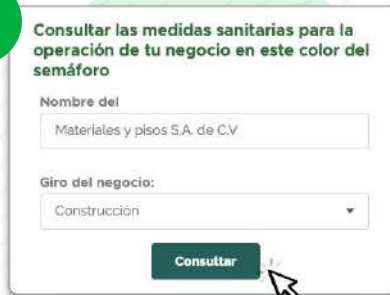 Consultar las medidas sanitarias para la
operación de tu negocio en este color del
semáforo
Nombre del
Materiales y pisos S.A. de C.V
Giro del negocio:
Construcción
Consultar